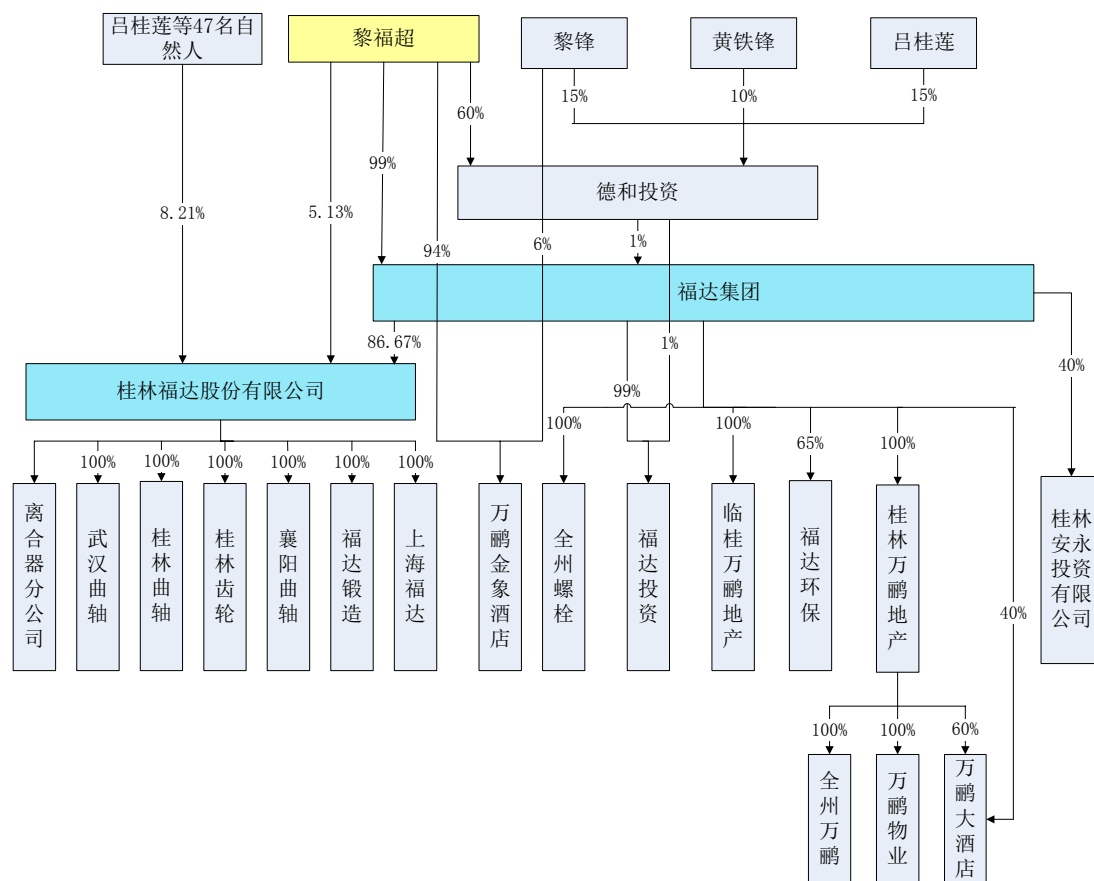 吕桂莲等47名自
然人
黎福超
黎锋
黄铁锋
吕桂莲
15%
10%
15%
60%
99%
德和投资
8.21%
5.13%
94%
6%
1%
福达集团
86.67%
1%
40%
桂林福达股份有限公司
99%
100%
100%
65%
100%
40%
100%
100%
100%
100%
100%
100%
离合器分公司
武汉曲轴
桂林曲轴
桂林齿轮
襄阳曲轴
福达锻造
上海福达
万鹂金象酒店
全州螺栓
福达投资
临桂万鹂地产
福达环保
桂林万鹂地产
桂林
安永
投资
有限
公司
100%
100%
60%
全州万鹂
万鹂物业
万鹂大酒店